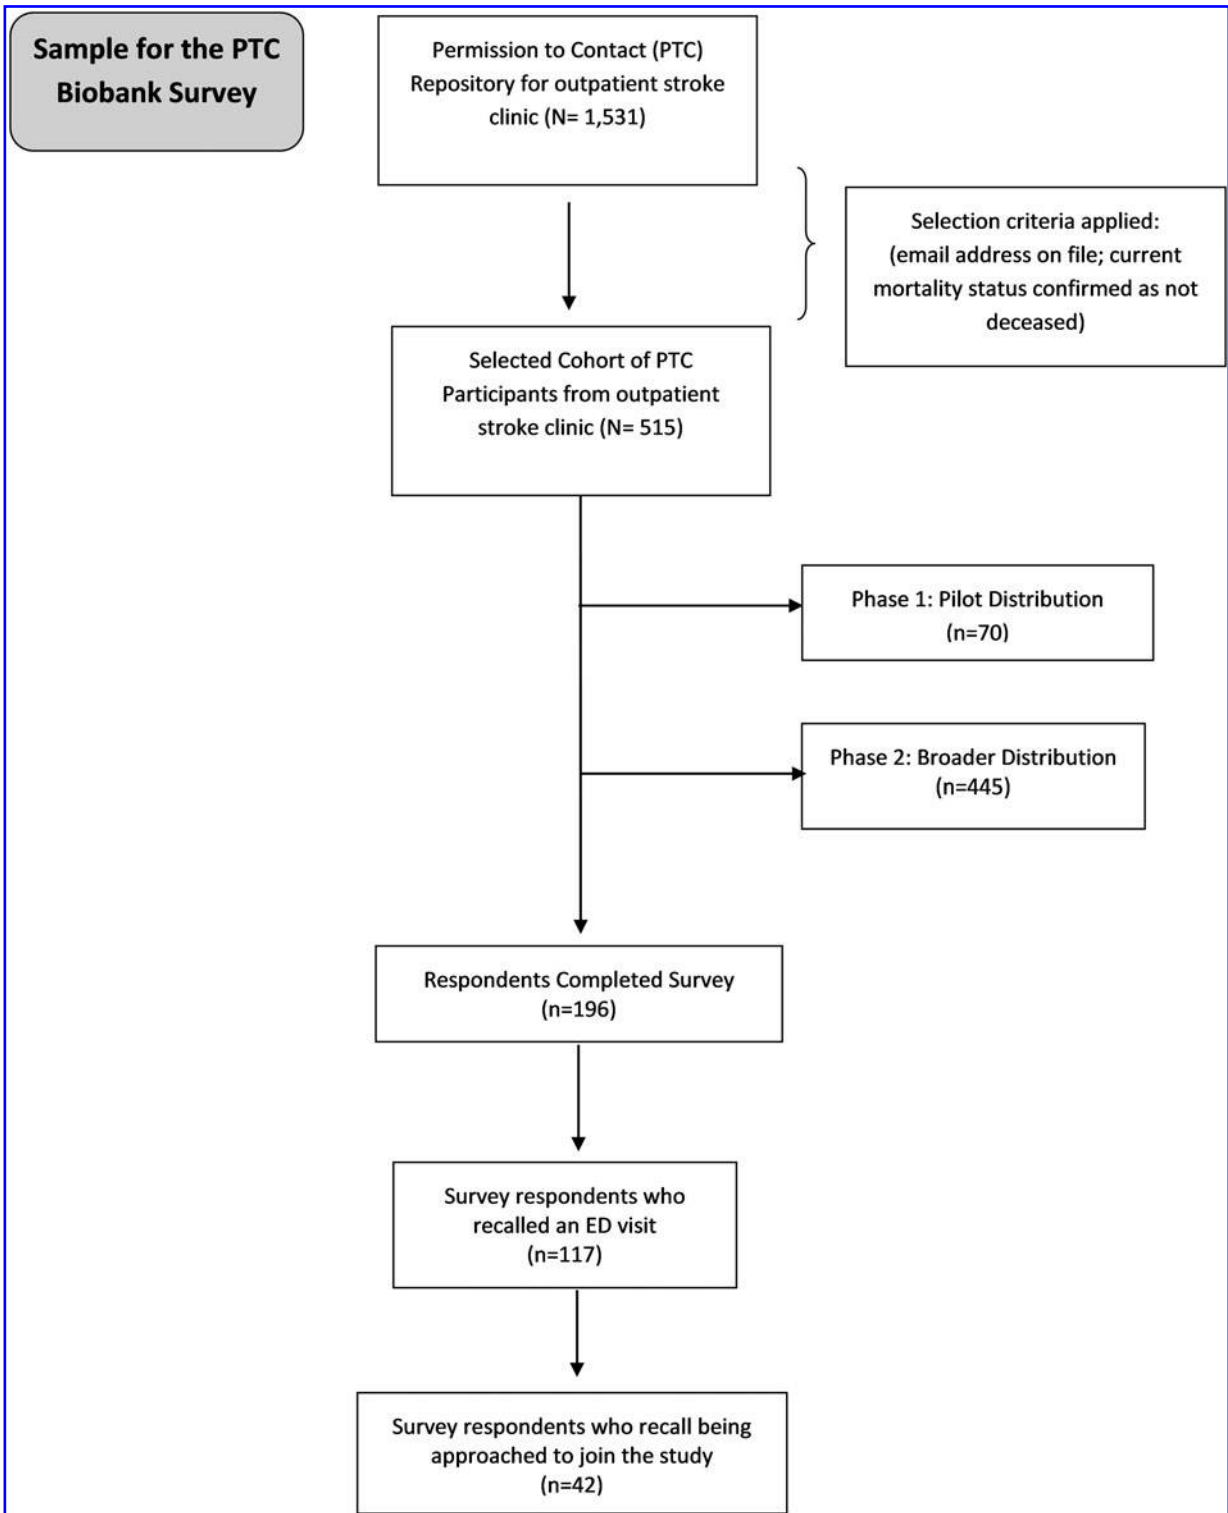 Sample for the PTC
Biobank Survey
Permission to Contact (PTC)
Repository for outpatient stroke
clinic (N= 1,531)
Selection criteria applied:
(email address on file; current
mortality status confirmed as not
deceased)
Selected Cohort of PTC
Participants from outpatient
stroke clinic (N= 515)
Phase 1: Pilot Distribution
(n=70)
Phase 2: Broader Distribution
(n=445)
Respondents Completed Survey
(n=196)
Survey respondents who
recalled an ED visit
(n=117)
Survey respondents who recall being
approached to join the study
(n=42)